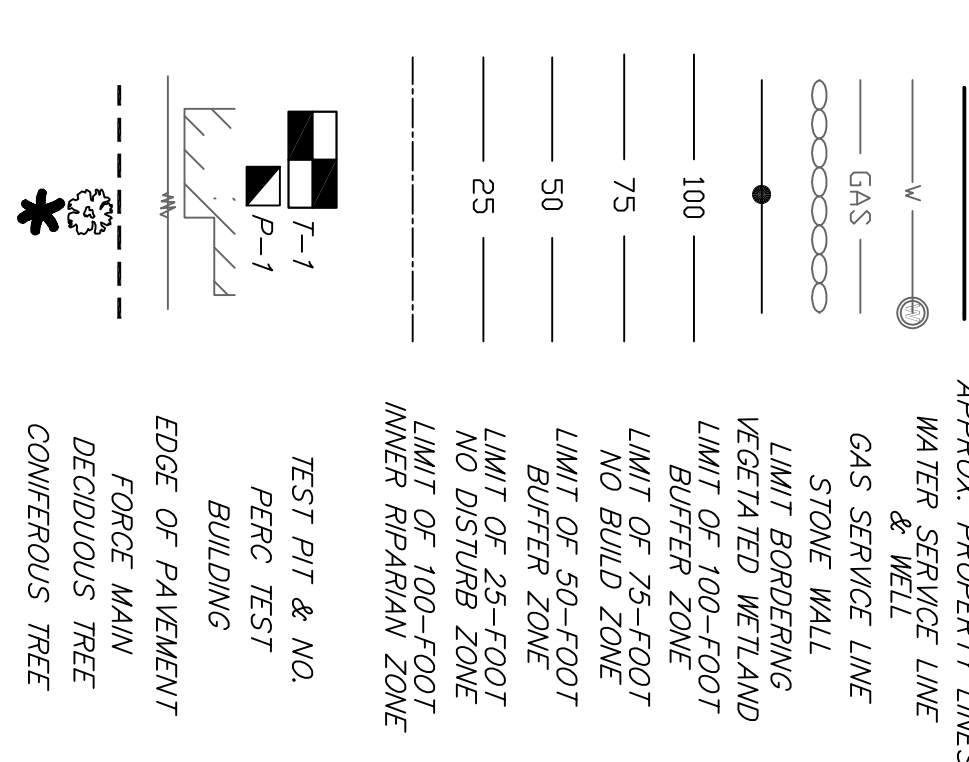 APPROX. PROPERTY LINES
W
WATER SERVICE LINE
& WELL
GAS
GAS SERVICE LINE
STONE WALL
LIMIT BORDERING
VEGETATED WETLAND
100
LIMIT OF 100-FOOT
BUFFER ZONE
75
LIMIT OF 75-FOOT
NO BUILD ZONE
50
LIMIT OF 50-FOOT
BUFFER ZONE
25
LIMIT OF 25-FOOT
NO DISTURB ZONE
LIMIT OF 100-FOOT
INNER RIPARIAN ZONE
T-1
TEST PIT & NO.
P-1
PERC TEST
BUILDING
EDGE OF PAVEMENT
FORCE MAIN
DECIDUOUS TREE
CONIFEROUS TREE